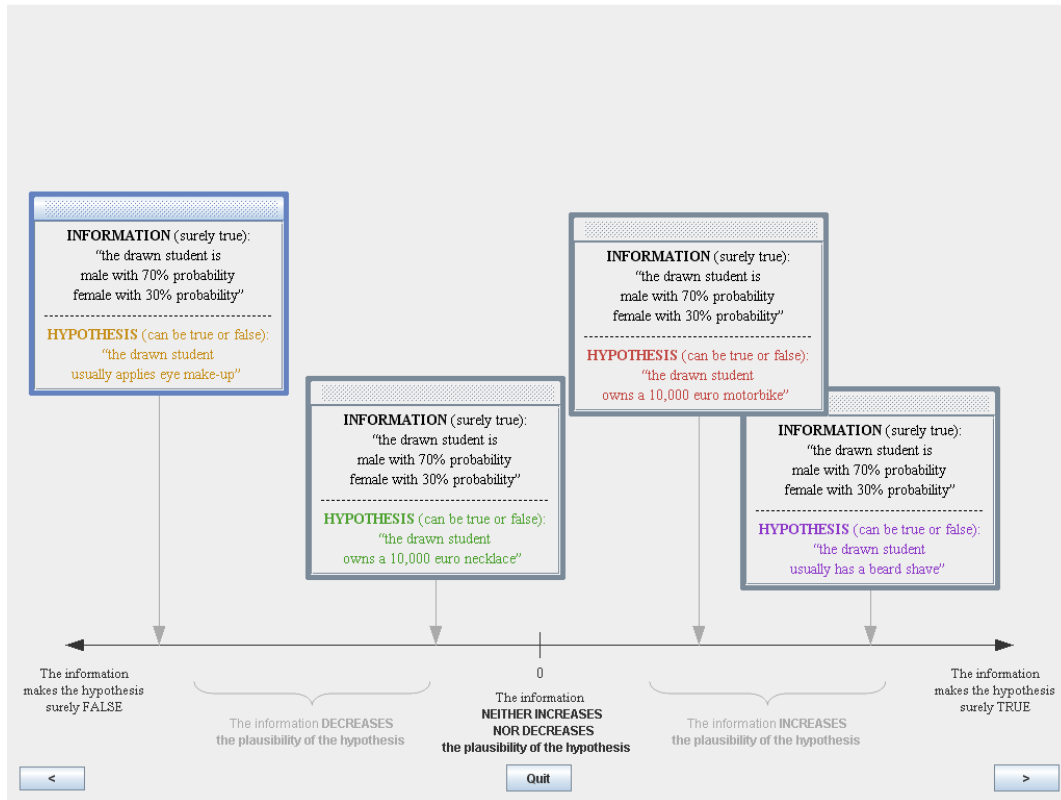 INFORMATION (surely true):
“the drawn student is
male with 70% probability
female with 30% probability”
HYPOTHESIS (can be true or false):
“the drawn student
usually applies eye make-up”
INFORMATION (surely true):
“the drawn student is
male with 70% probability
female with 30% probability”
HYPOTHESIS (can be true or false):
“the drawn student
owns a 10,000 euro necklace”
INFORMATION (surely true):
“the drawn student is
male with 70% probability
female with 30% probability”
HYPOTHESIS (can be true or false):
“the drawn student
owns a 10,000 euro motorbike”
INFORMATION (surely true):
“the drawn student is
male with 70% probability
female with 30% probability”
HYPOTHESIS (can be true or false):
“the drawn student
usually has a beard shave”
The information
makes the hypothesis
surely FALSE
The information DECREASES
the plausibility of the hypothesis
0
The information
NEITHER INCREASES
NOR DECREASES
the plausibility of the hypothesis
The information INCREASES
the plausibility of the hypothesis
The information
makes the hypothesis
surely TRUE
<
Quit
>